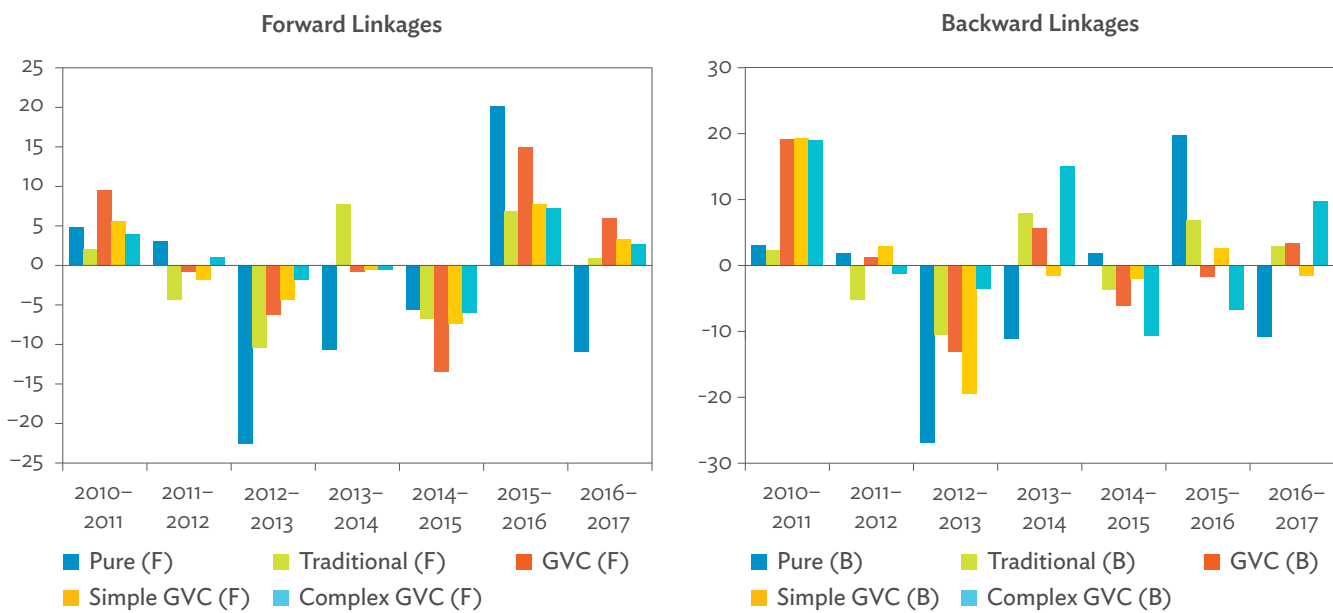 Forward Linkages
25
20
15
10
5
0
−5
−10
−15
−20
−25
2010– 2011– 2012– 2013– 2014– 2015– 2016–
2011 2012 2013 2014 2015 2016 2017
Pure (F) Traditional (F) GVC (F)
Simple GVC (F) Complex GVC (F)
Backward Linkages
30
20
10
0
−10
−20
−30
2010– 2011– 2012– 2013– 2014– 2015– 2016–
2011 2012 2013 2014 2015 2016 2017
Pure (B) Traditional (B) GVC (B)
Simple GVC (B) Complex GVC (B)